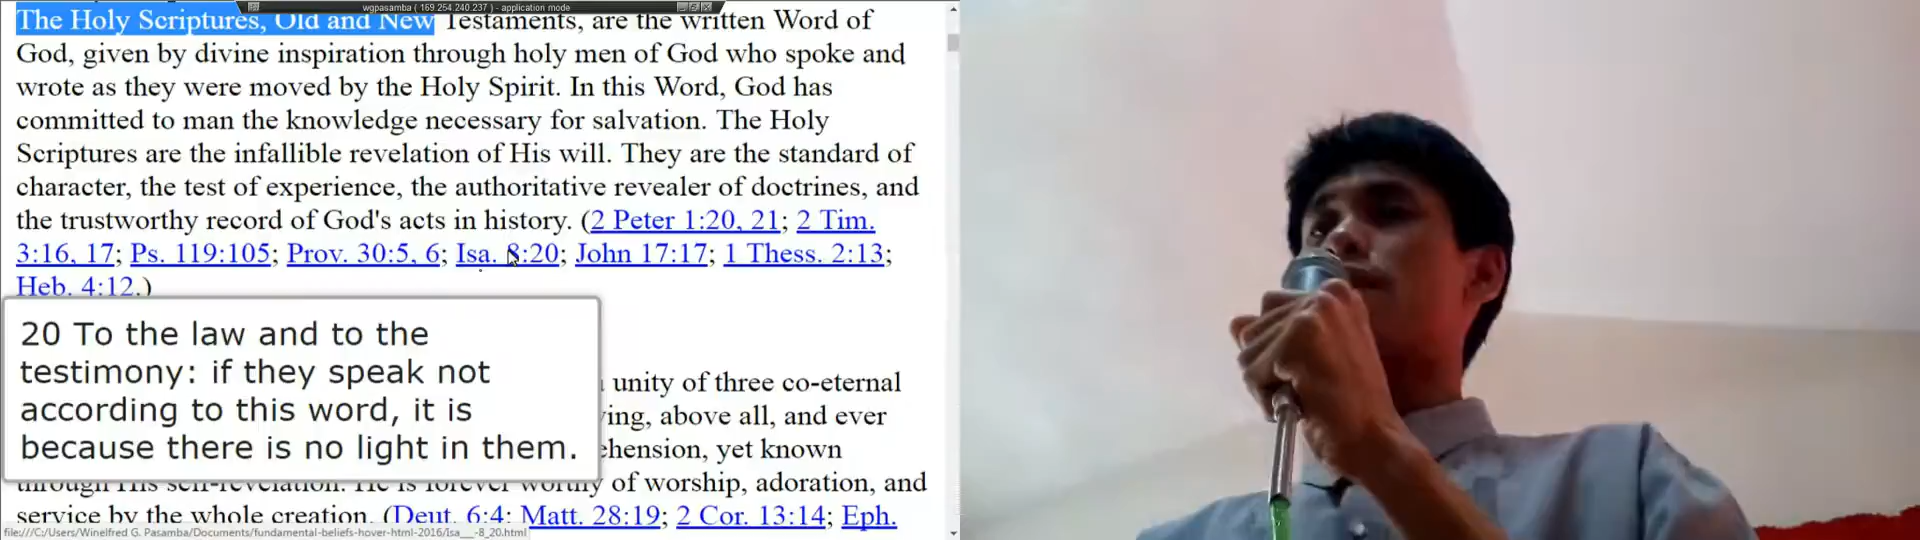 wgpasamba ( 169.254.240.237 ) - application mode
The Holy Scriptures, Old and New Testaments, are the written Word of
God, given by divine inspiration through holy men of God who spoke and
wrote as they were moved by the Holy Spirit. In this Word, God has
committed to man the knowledge necessary for salvation. The Holy
Scriptures are the infallible revelation of His will. They are the standard of
character, the test of experience, the authoritative revealer of doctrines, and
the trustworthy record of God's acts in history. (2 Peter 1:20, 21; 2 Tim.
3:16, 17; Ps. 119:105; Prov. 30:5, 6; Isa. 8:20; John 17:17; 1 Thess. 2:13;
Heb. 4:12.)
20 To the law and to the
testimony: if they speak not
according to this word, it is
because there is no light in them.
unity of three co-eternal
above all, and ever
yet known
through His self-revelation. He is forever worthy of worship, adoration, and
service by the whole creation. (Deut. 6:4; Matt. 28:19; 2 Cor. 13:14; Eph.
file:///C:/Users/Winelfred G. Pasamba/Documents/fundamental-beliefs-hover-html-2016/Isa___-8_20.html